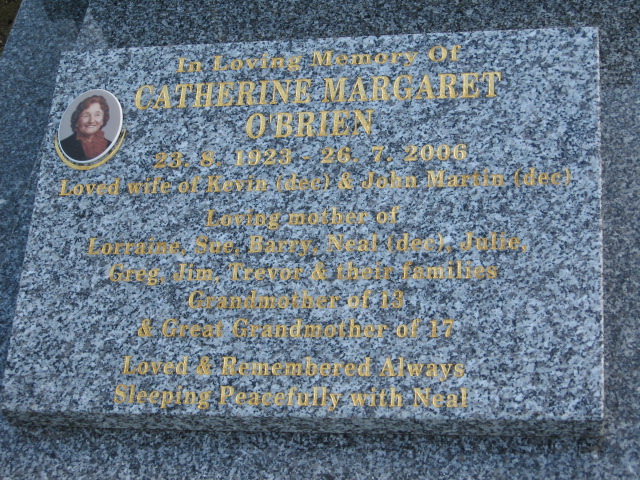 In Loving Memory Of
CATHERINE MARGARET
O'BRIEN
23. 8. 1923 - 26. 7. 2006
Loved wife of Kevin (dec) & John Martin (dec)
Loving mother of
Lorraine, Sue, Barry, Neal (dec), Julie,
Greg, Jim, Trevor & their families
Grandmother of 13
& Great Grandmother of 17
Loved & Remembered Always
Sleeping Peacefully with Neal